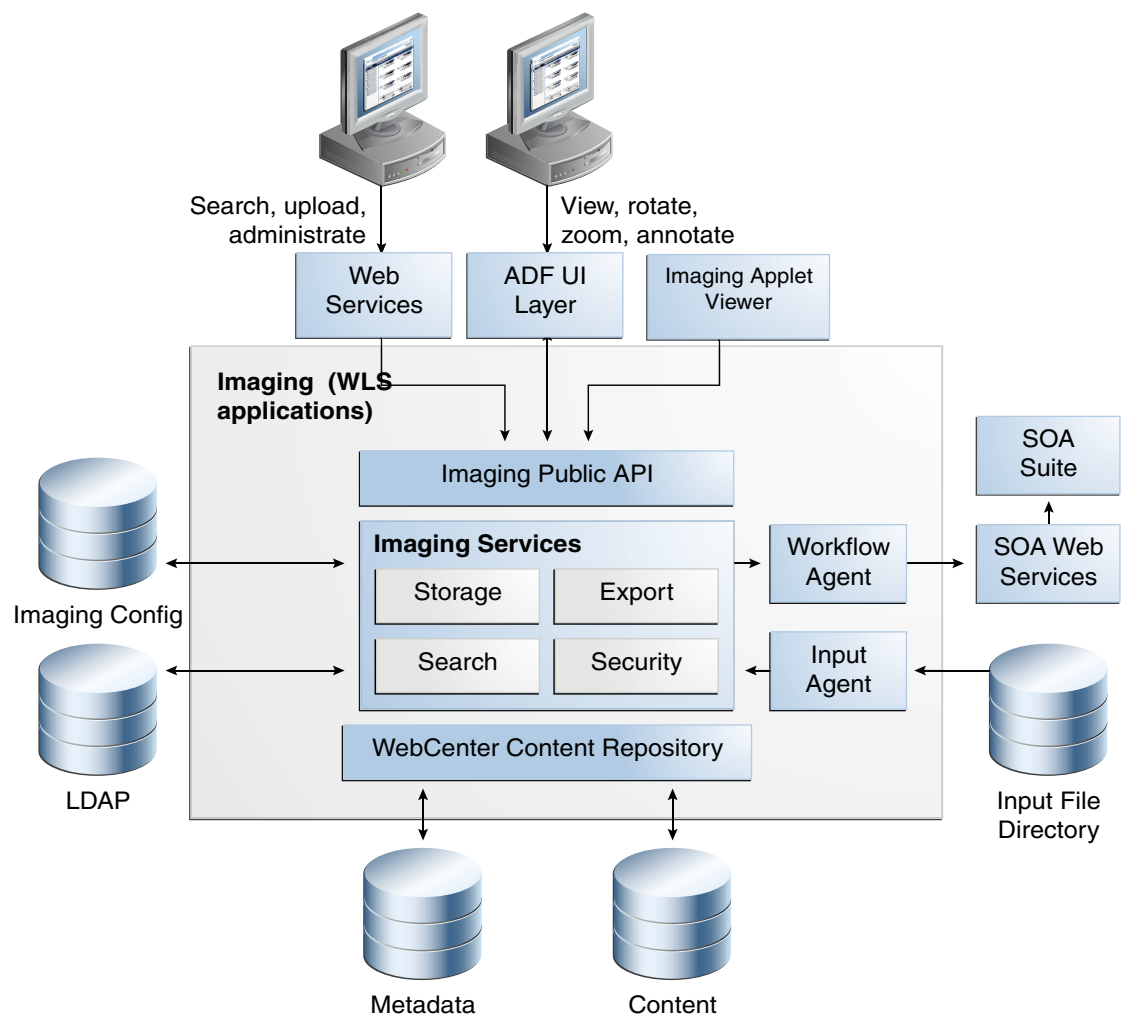 Search, upload,
administrate
View, rotate,
zoom, annotate
Web
Services
ADF UI
Layer
Imaging Applet
Viewer
Imaging (WLS
applications)
Imaging Public API
SOA
Suite
Imaging Services
Storage
Export
Search
Security
Workflow
Agent
SOA Web
Services
Imaging Config
Input
Agent
LDAP
WebCenter Content Repository
Input File
Directory
Metadata
Content